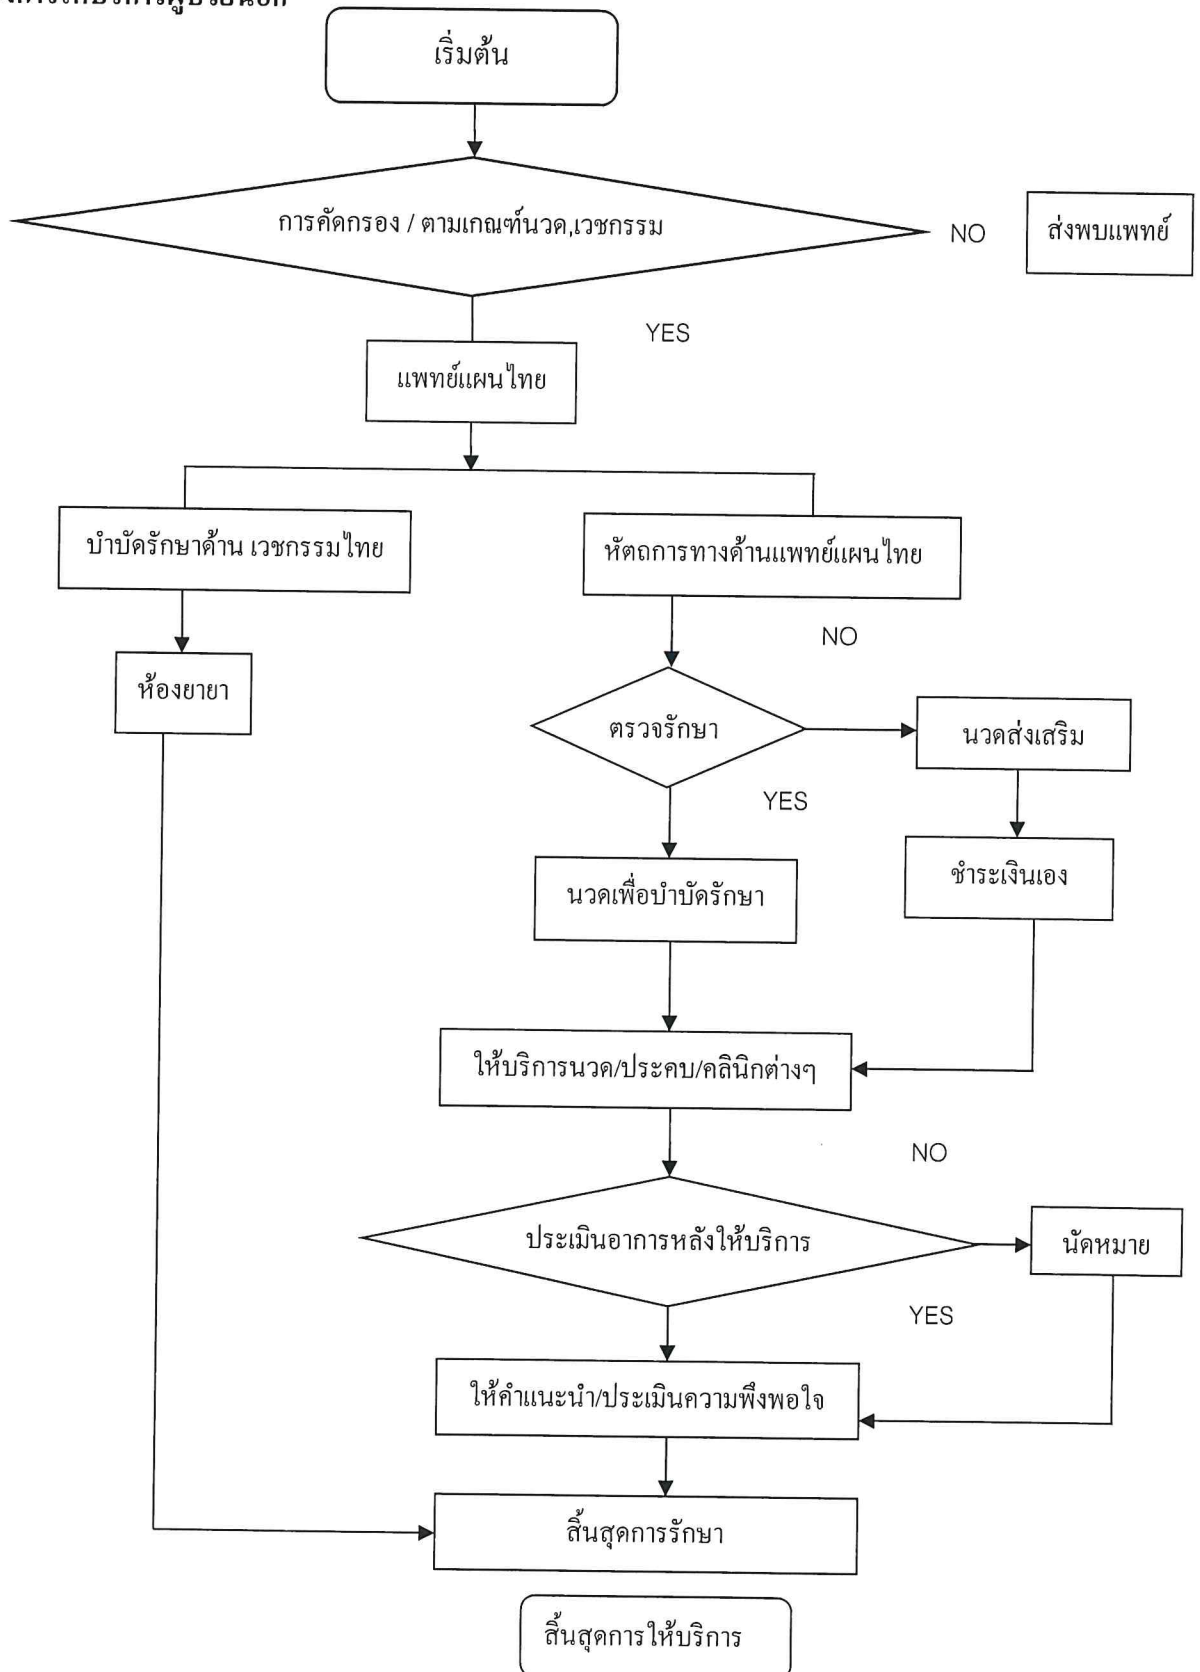 เริ่มต้น
การคัดกรอง / ตามเกณฑ์นวด,เวชกรรม
NO
ส่งพบแพทย์
YES
แพทย์แผนไทย
บำบัดรักษาด้าน เวชกรรมไทย
หัตถการทางด้านแพทย์แผนไทย
NO
ห้องยายา
ตรวจรักษา
นวดส่งเสริม
YES
นวดเพื่อบำบัดรักษา
ชำระเงินเอง
ให้บริการนวด/ประคบ/คลินิกต่างๆ
NO
ประเมินอาการหลังให้บริการ
นัดหมาย
YES
ให้คำแนะนำ/ประเมินความพึงพอใจ
สิ้นสุดการรักษา
สิ้นสุดการให้บริการ